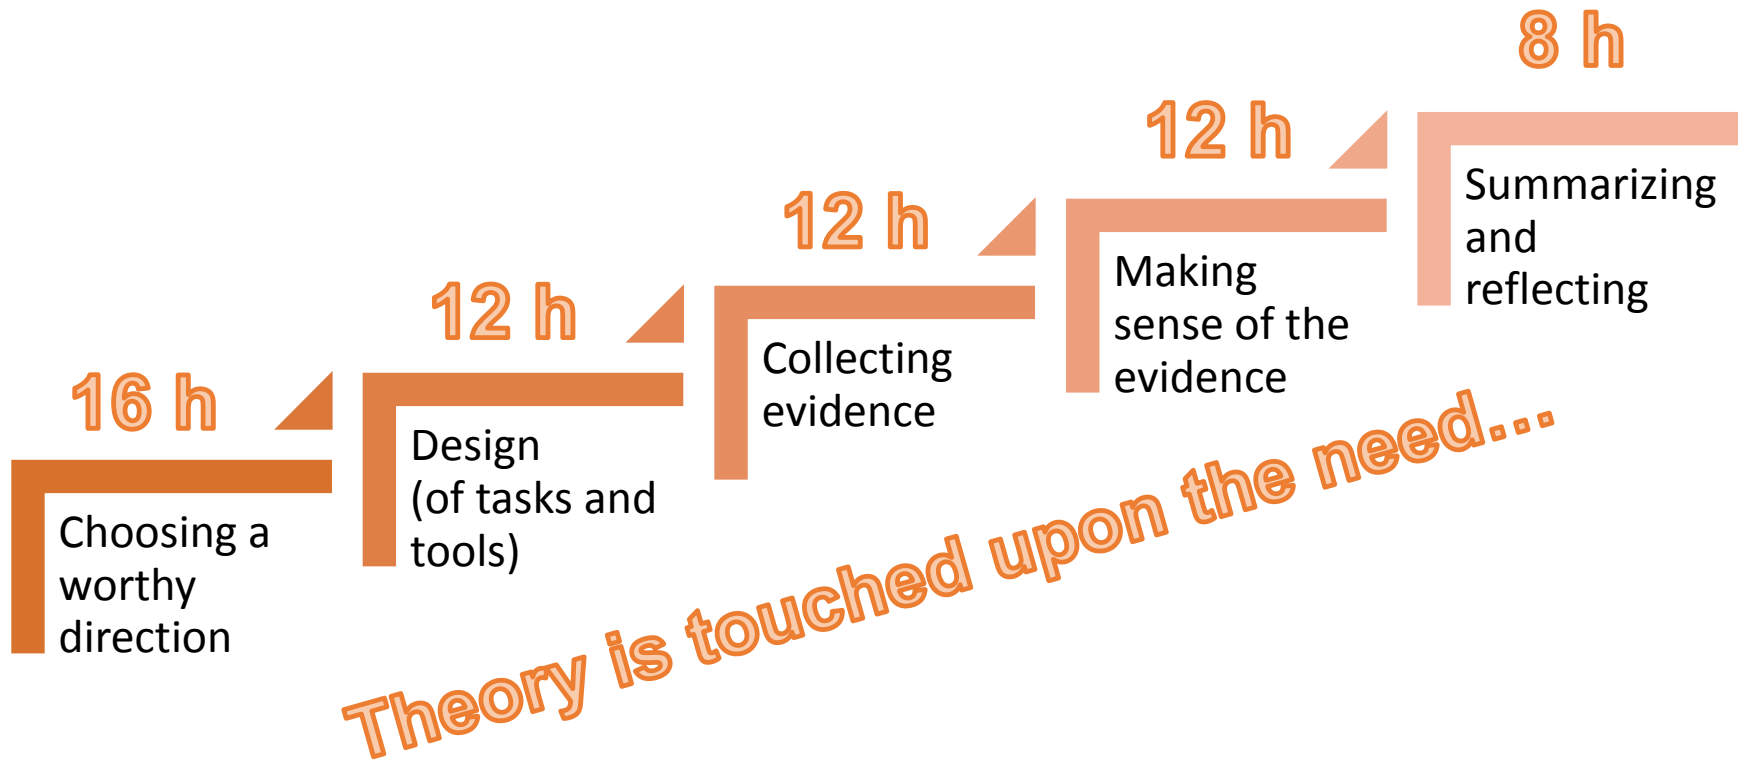 16 h
Choosing a
worthy
direction
12 h
Design
(of tasks and
tools)
12 h
Collecting
evidence
12 h
Making
sense of the
evidence
8 h
Summarizing
and
reflecting
Theory is touched upon the need...